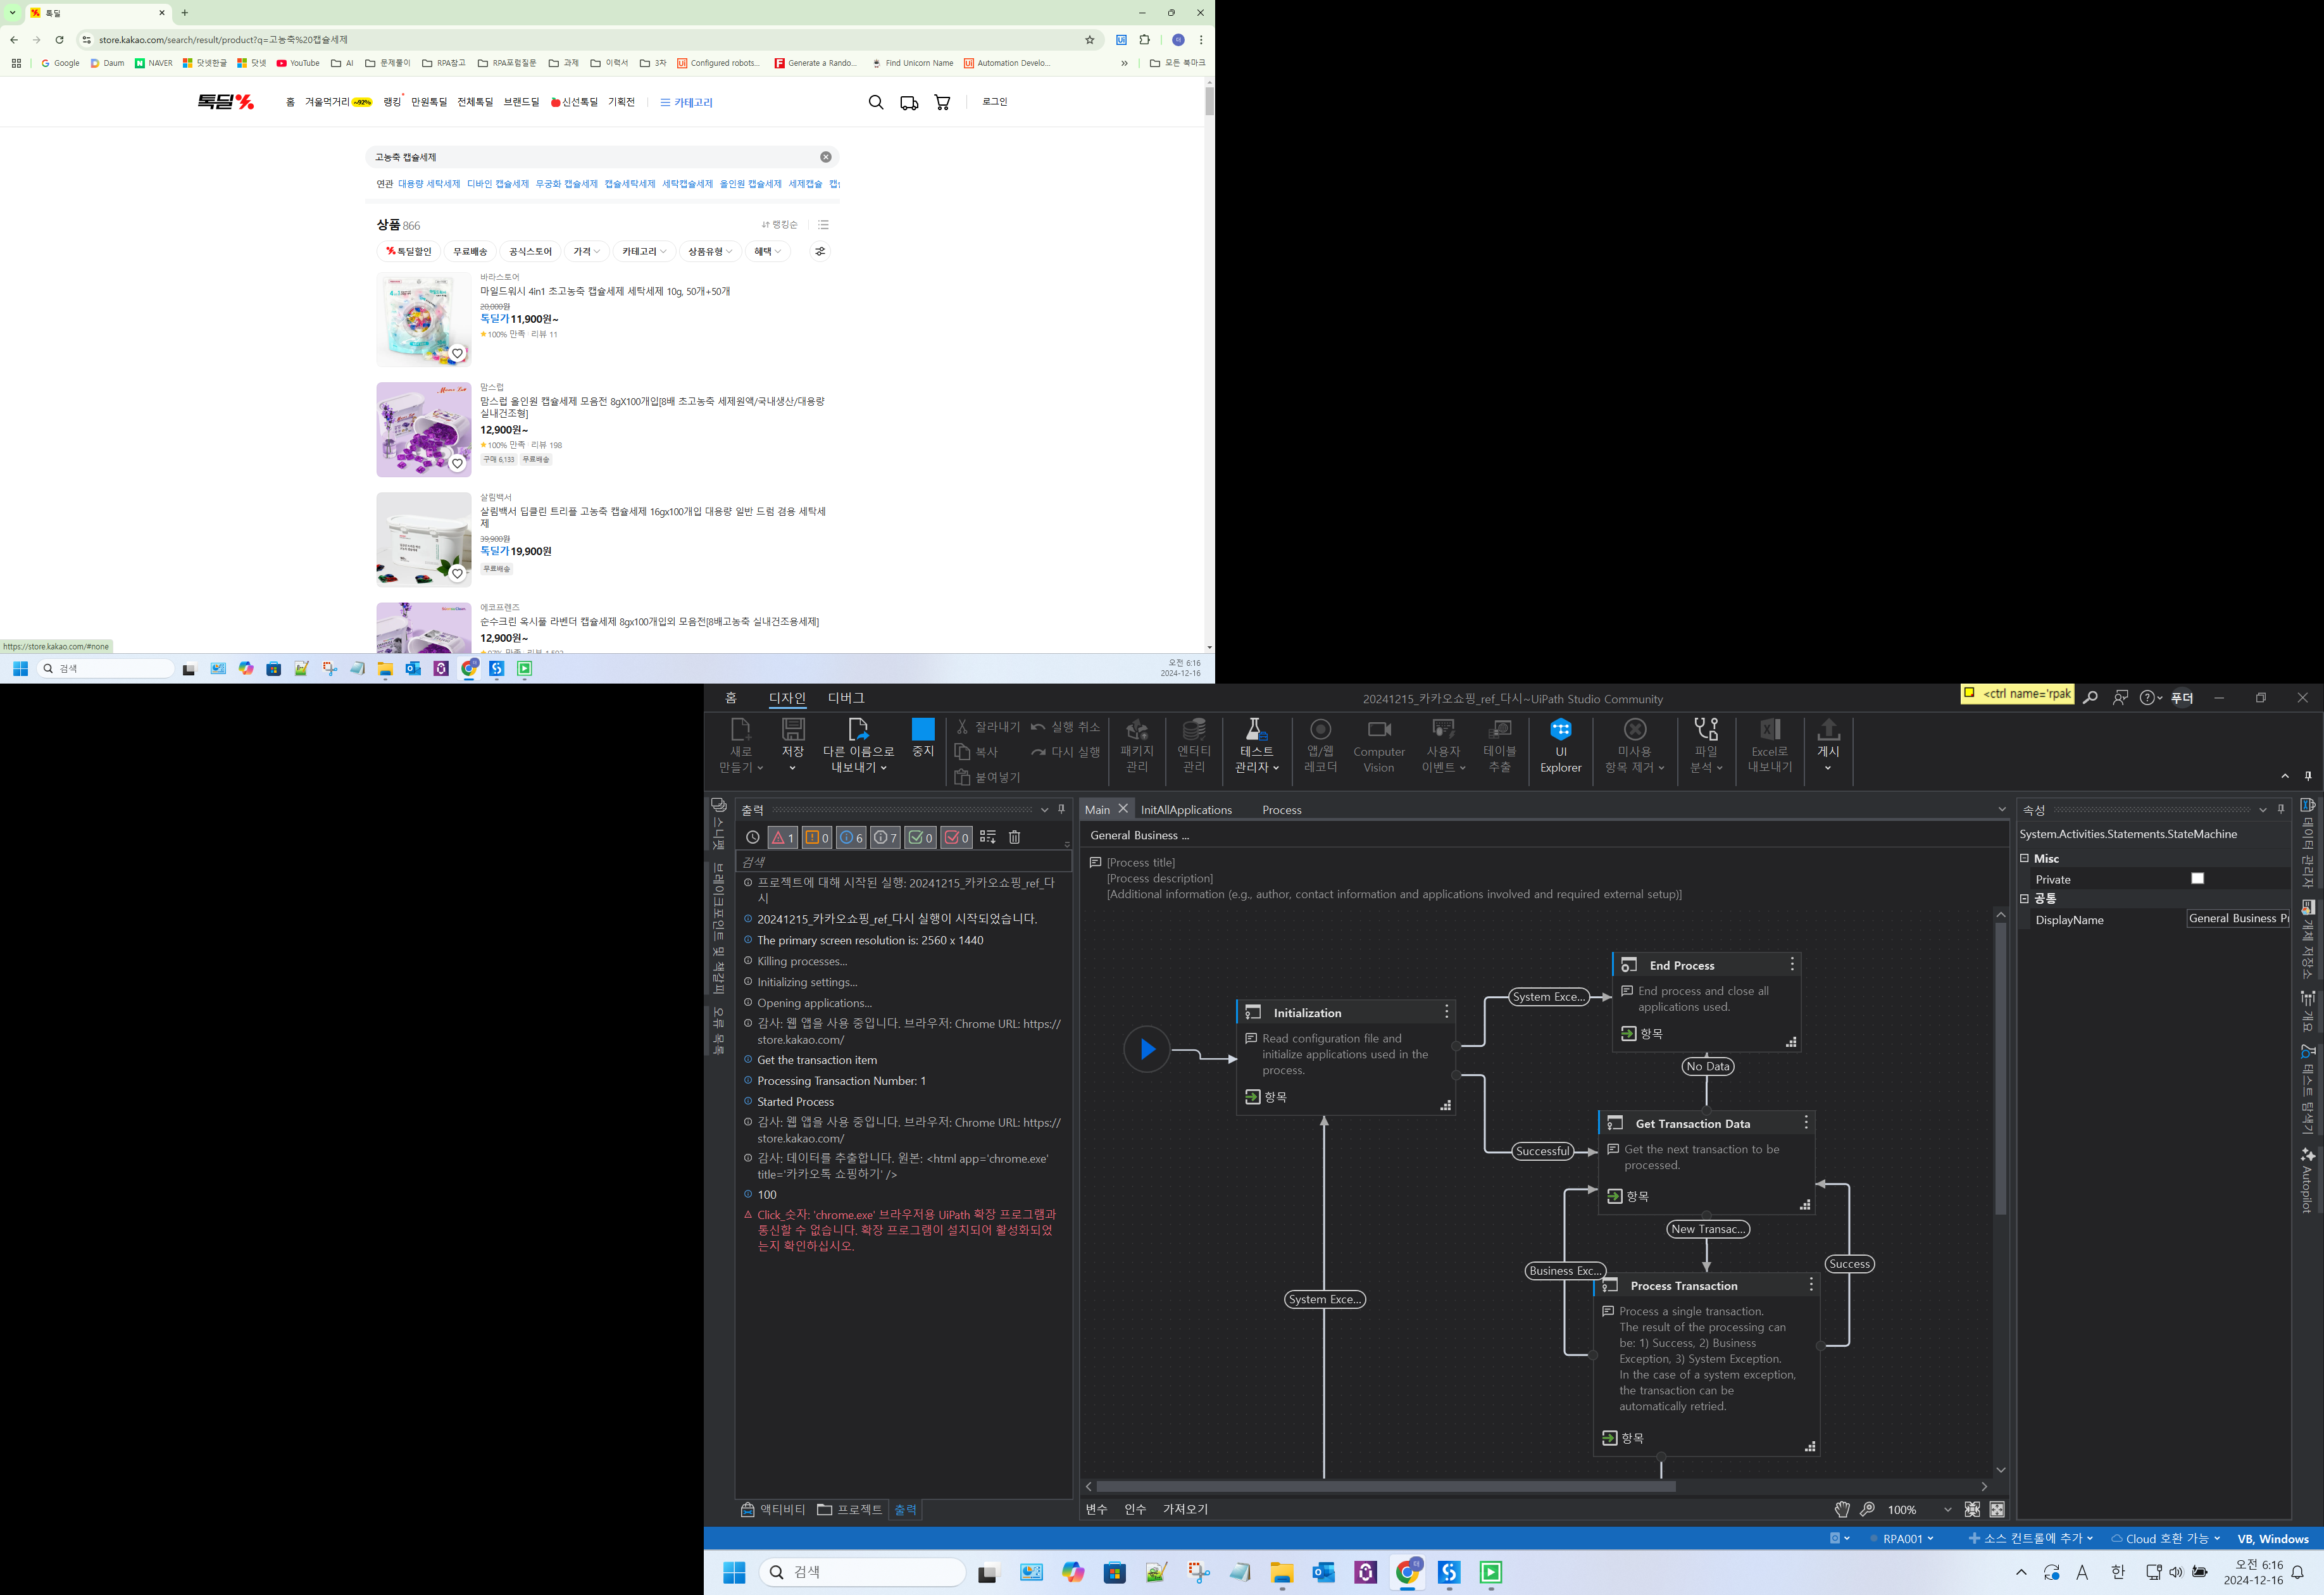 톡딜
store.kakao.com/search/result/product?q=고농축%20캡슐세제
Google Daum NAVER 닷넷한글 닷넷 YouTube AI 문제풀이 RPA참고 RPA포럼질문 과제 이력서 3차 Configured robots... Generate a Rando... Find Unicorn Name Automation Develo... 모든 북마크
톡딜 홈 겨울먹거리 ~92% 랭킹 만원톡딜 전체톡딜 브랜드딜 신선톡딜 기획전 카테고리 로그인
고농축 캡슐세제
연관 대용량 세탁세제 디바인 캡슐세제 무궁화 캡슐세제 캡슐세탁세제 세탁캡슐세제 올인원 캡슐세제 세제캡슐
상품 866 랭킹순
톡딜할인 무료배송 공식스토어 가격 카테고리 상품유형 혜택
바라스토어
마일드워시 4in1 초고농축 캡슐세제 세탁세제 10g, 50개+50개
20,000원
톡딜가 11,900원~
100% 만족 리뷰 11
맘스럽
맘스럽 올인원 캡슐세제 모음전 8gX100개입[8배 초고농축 세제원액/국내생산/대용량
실내건조형]
12,900원~
100% 만족 리뷰 198
구매 6,133 무료배송
살림백서
살림백서 딥클린 트리플 고농축 캡슐세제 16gx100개입 대용량 일반 드럼 겸용 세탁세
제
39,900원
톡딜가 19,900원
무료배송
에코프렌즈
순수크린 옥시풀 라벤더 캡슐세제 8gx100개입외 모음전[8배고농축 실내건조용세제]
12,900원~
https://store.kakao.com/#none
검색
오전 6:16
2024-12-16
홈 디자인 디버그 20241215_카카오쇼핑_ref_다시~UiPath Studio Community <ctrl name='rpak 푸더
새로 만들기
저장
다른 이름으로 내보내기
중지
잘라내기 실행 취소
복사 다시 실행
붙여넣기
패키지 관리
엔터티 관리
테스트 관리자
앱/웹 레코더
Computer Vision
사용자 이벤트
테이블 추출
UI Explorer
미사용 항목 제거
파일 분석
Excel로 내보내기
게시
스니펫
브레이크포인트 및 책갈피
오류 목록
출력
1 0 6 7 0 0
검색
프로젝트에 대해 시작된 실행: 20241215_카카오쇼핑_ref_다
시
20241215_카카오쇼핑_ref_다시 실행이 시작되었습니다.
The primary screen resolution is: 2560 x 1440
Killing processes...
Initializing settings...
Opening applications...
감사: 웹 앱을 사용 중입니다. 브라우저: Chrome URL: https://
store.kakao.com/
Get the transaction item
Processing Transaction Number: 1
Started Process
감사: 웹 앱을 사용 중입니다. 브라우저: Chrome URL: https://
store.kakao.com/
감사: 데이터를 추출합니다. 원본: <html app='chrome.exe'
title='카카오톡 쇼핑하기' />
100
Click_숫자: 'chrome.exe' 브라우저용 UiPath 확장 프로그램과
통신할 수 없습니다. 확장 프로그램이 설치되어 활성화되었
는지 확인하십시오.
액티비티 프로젝트 출력
Main InitAllApplications Process
General Business ...
[Process title]
[Process description]
[Additional information (e.g., author, contact information and applications involved and required external setup)]
Initialization
Read configuration file and
initialize applications used in the
process.
항목
System Exce...
End Process
End process and close all
applications used.
항목
No Data
Successful
Get Transaction Data
Get the next transaction to be
processed.
항목
New Transac...
Business Exc...
Success
System Exce...
Process Transaction
Process a single transaction.
The result of the processing can
be: 1) Success, 2) Business
Exception, 3) System Exception.
In the case of a system exception,
the transaction can be
automatically retried.
항목
변수 인수 가져오기 100%
속성
System.Activities.Statements.StateMachine
Misc
Private
공통
DisplayName General Business Pr
데이터 관리자
개체 저장소
개요
테스트 탐색기
Autopilot
RPA001 소스 컨트롤에 추가 Cloud 호환 가능 VB, Windows
검색
A 한 오전 6:16
2024-12-16